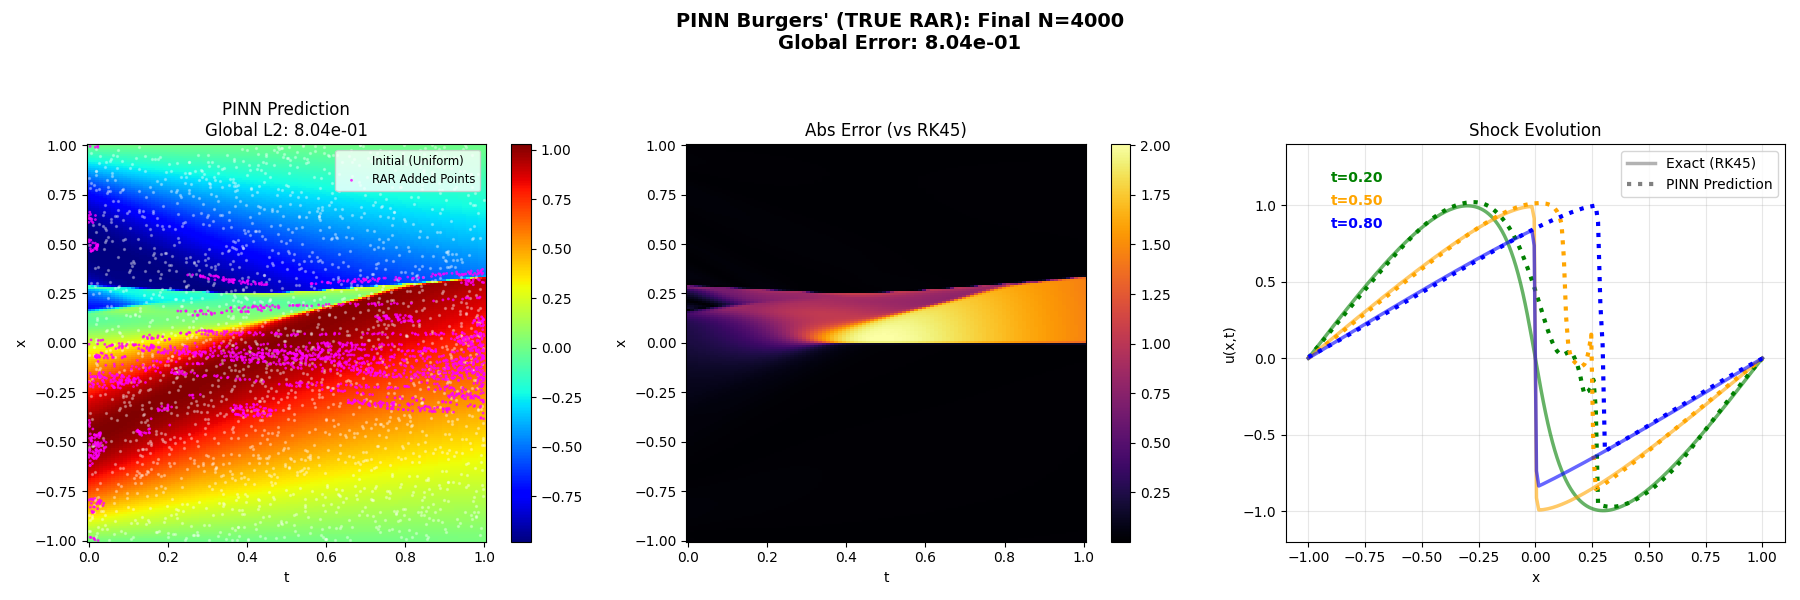 PINN Burgers' (TRUE RAR): Final N=4000
Global Error: 8.04e-01
PINN Prediction
Global L2: 8.04e-01
Initial (Uniform)
RAR Added Points
1.00
0.75
0.50
0.25
0.00
−0.25
−0.50
−0.75
−1.00
x
0.0 0.2 0.4 0.6 0.8 1.0
t
1.00
0.75
0.50
0.25
0.00
−0.25
−0.50
−0.75
Abs Error (vs RK45)
1.00
0.75
0.50
0.25
0.00
−0.25
−0.50
−0.75
−1.00
x
0.0 0.2 0.4 0.6 0.8 1.0
t
2.00
1.75
1.50
1.25
1.00
0.75
0.50
0.25
Shock Evolution
Exact (RK45)
PINN Prediction
t=0.20
t=0.50
t=0.80
1.0
0.5
0.0
−0.5
−1.0
u(x,t)
−1.00 −0.75 −0.50 −0.25 0.00 0.25 0.50 0.75 1.00
x